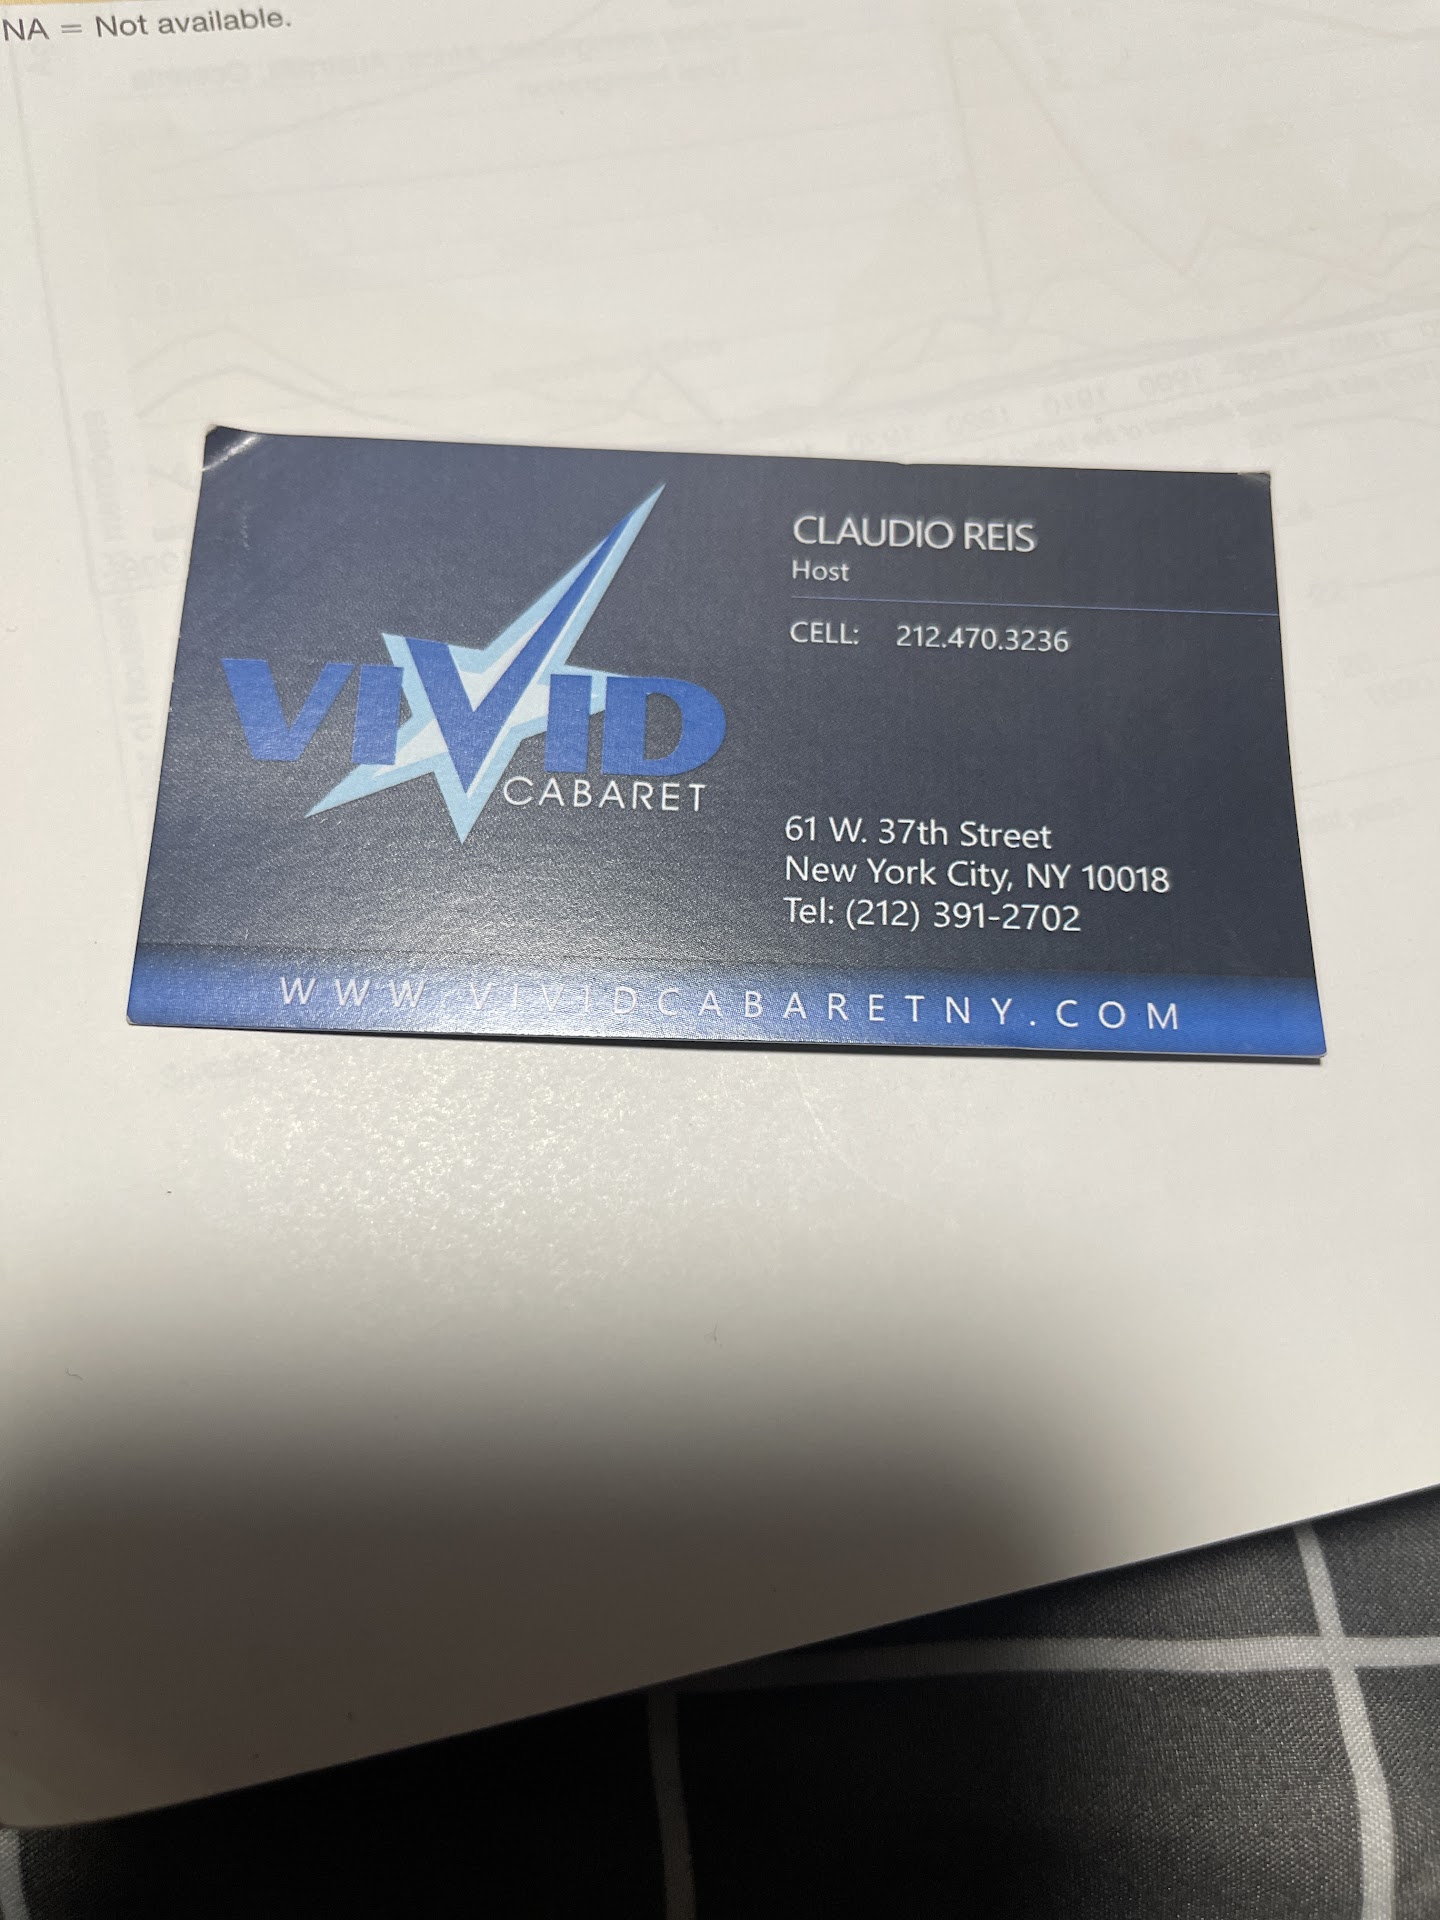 NA = Not available.
CLAUDIO REIS
Host
CELL: 212.470.3236
VIVID
CABARET
61 W. 37th Street
New York City, NY 10018
Tel: (212) 391-2702
WWW.VIVIDCABARETNY.COM